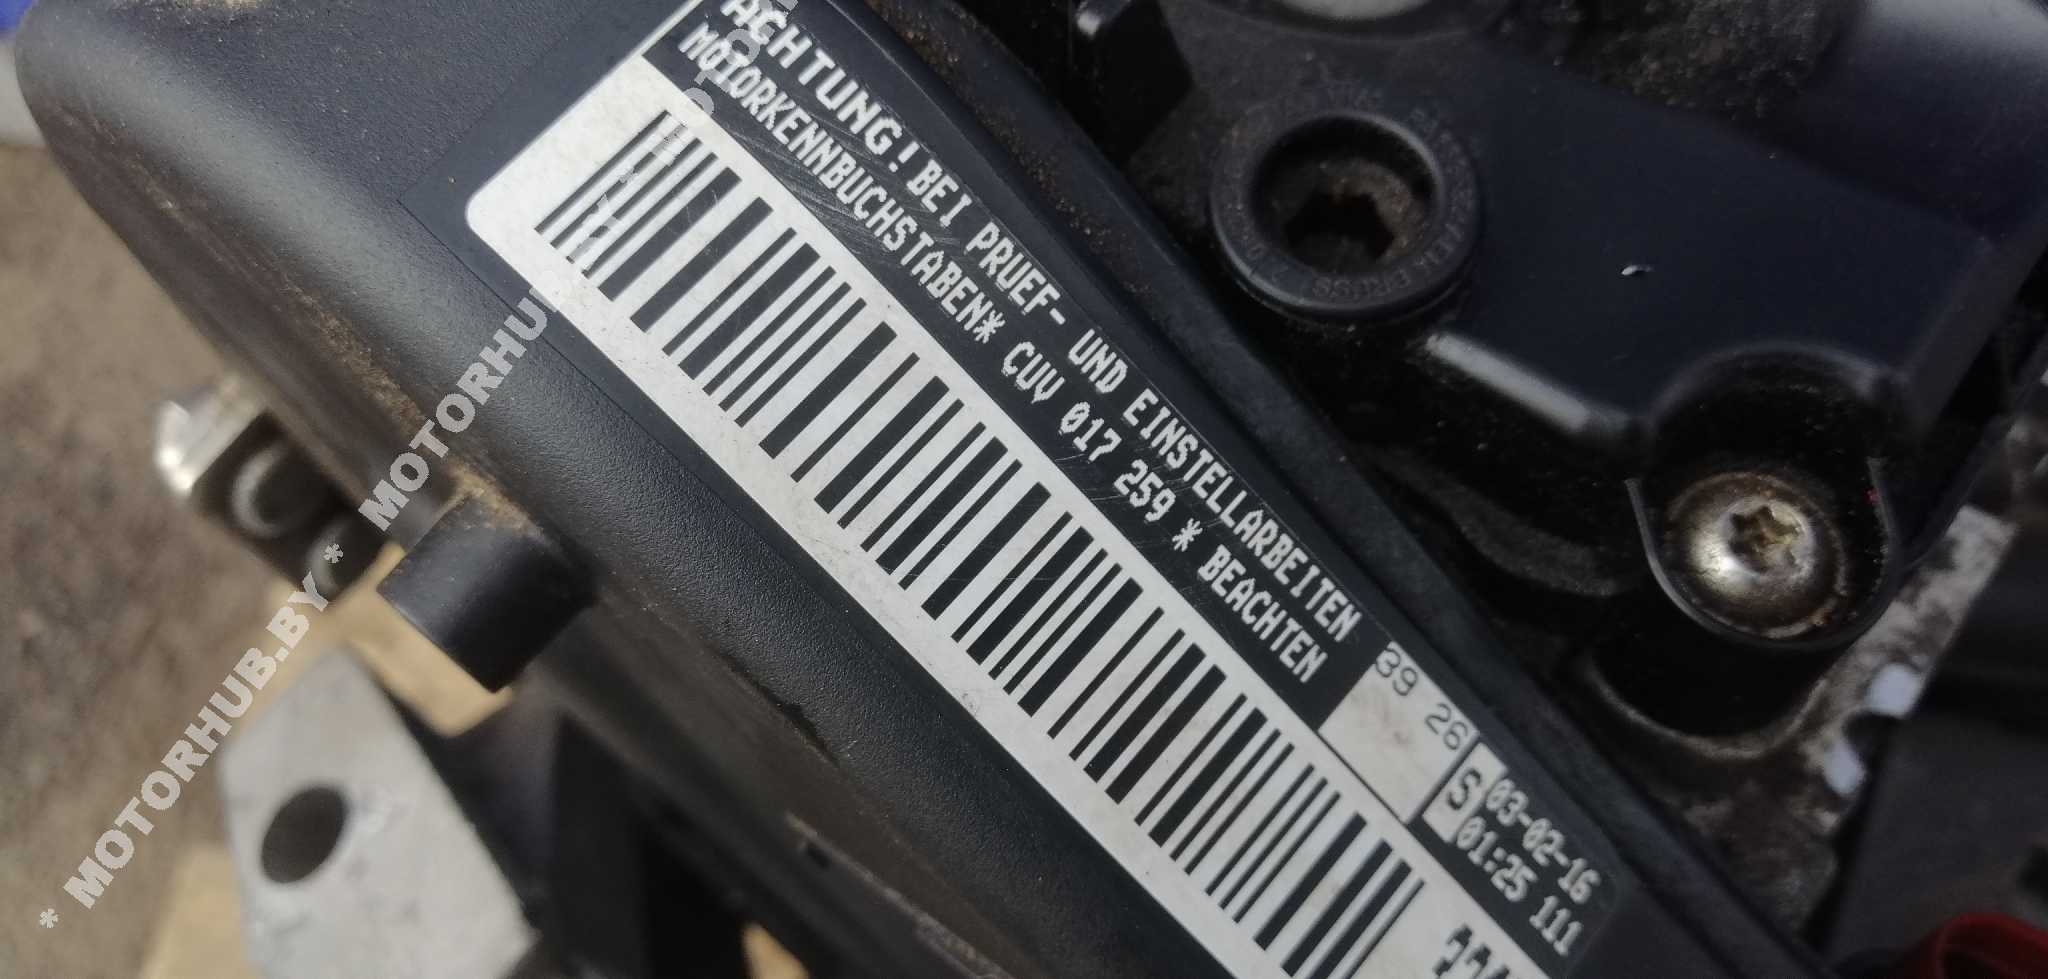 ACHTUNG! BEI PRUEF- UND EINSTELLARBEITEN
MOTORKENNBUCHSTABEN* CUV 017 259 * BEACHTEN
39 26
S
03-02-16
01:25 111
* MOTORHUB.BY * MOTORHUB